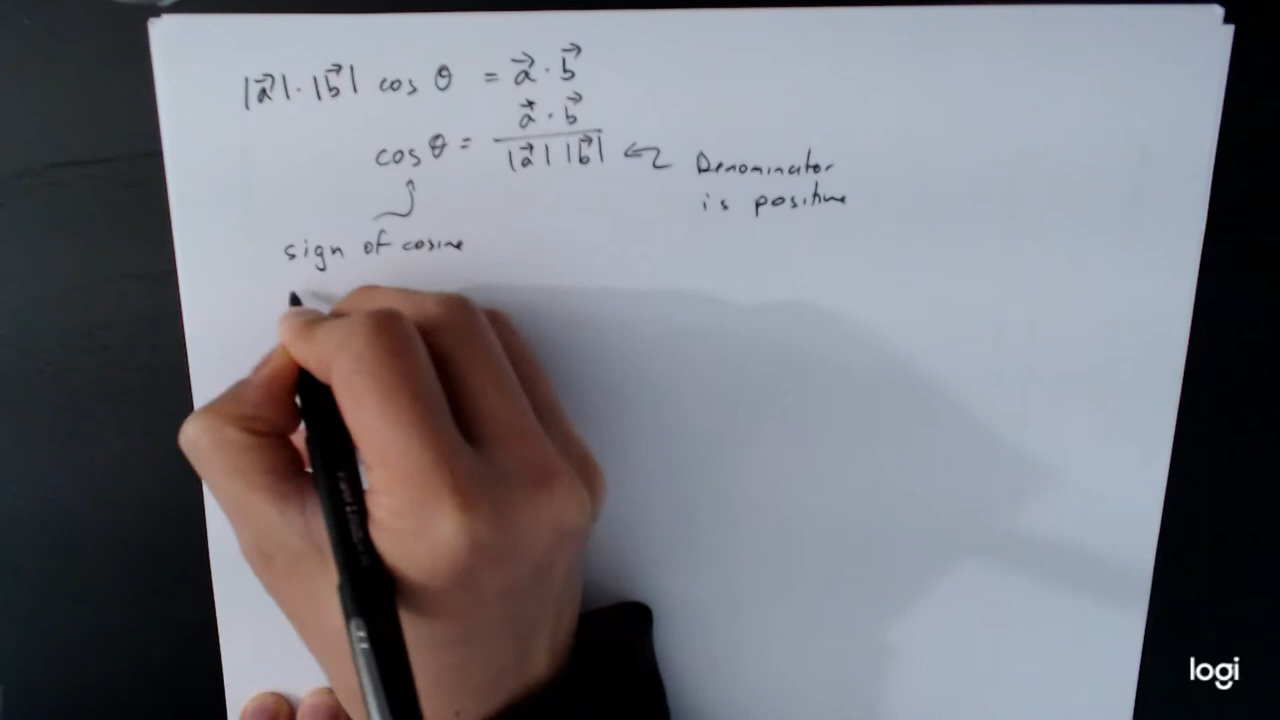 |a⃗|·|b⃗| cos θ = a⃗ · b⃗
cos θ = a⃗ · b⃗ / |a⃗| |b⃗|
Denominator
is positive
sign of cosine
logi